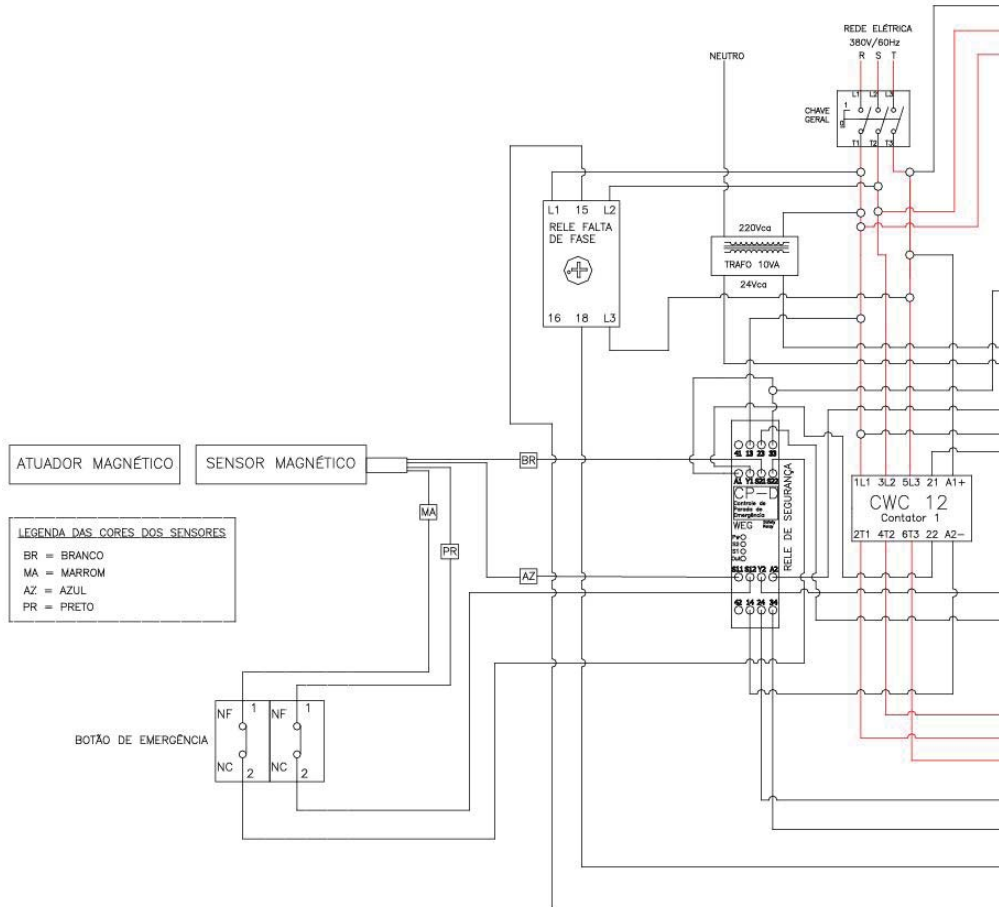 REDE ELÉTRICA
380V/60Hz
R S T
NEUTRO
L1 L2 L3
CHAVE
GERAL
1
T1 T2 T3
L1 15 L2
RELE FALTA
DE FASE
16 18 L3
220Vca
TRAFO 10VA
24Vca
ATUADOR MAGNÉTICO
SENSOR MAGNÉTICO
BR
MA
PR
AZ
LEGENDA DAS CORES DOS SENSORES
BR = BRANCO
MA = MARROM
AZ = AZUL
PR = PRETO
41 13 23 33
A1 Y1 S21 S22
CP-D
Controle de
Parada de
Emergência
WEG
S11 S12 Y2 A2
42 14 24 34
RELE DE SEGURANÇA
1L1 3L2 5L3 21 A1+
CWC 12
Contator 1
2T1 4T2 6T3 22 A2-
BOTÃO DE EMERGÊNCIA
NF 1
NC 2
NF 1
NC 2